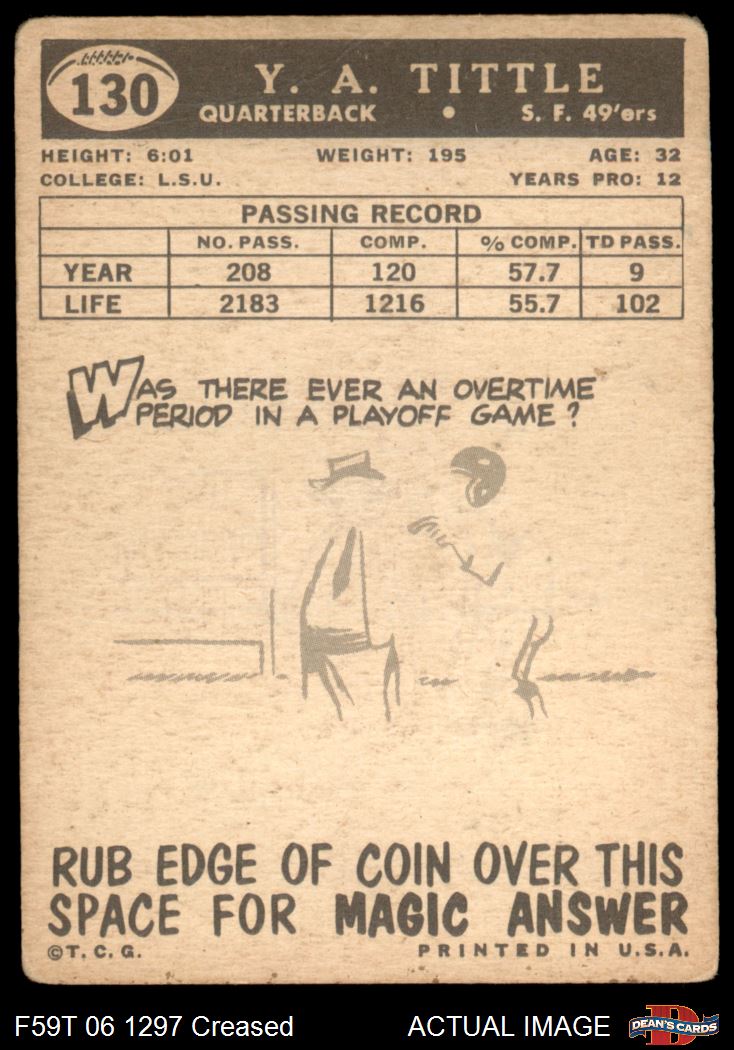 130
Y. A. TITTLE
QUARTERBACK • S. F. 49'ers
HEIGHT: 6:01 WEIGHT: 195 AGE: 32
COLLEGE: L.S.U. YEARS PRO: 12
PASSING RECORD
NO. PASS. COMP. % COMP. TD PASS.
YEAR 208 120 57.7 9
LIFE 2183 1216 55.7 102
WAS THERE EVER AN OVERTIME
PERIOD IN A PLAYOFF GAME?
RUB EDGE OF COIN OVER THIS
SPACE FOR MAGIC ANSWER
©T. C. G. PRINTED IN U.S.A.
F59T 06 1297 Creased ACTUAL IMAGE
D
DEAN'S CARDS